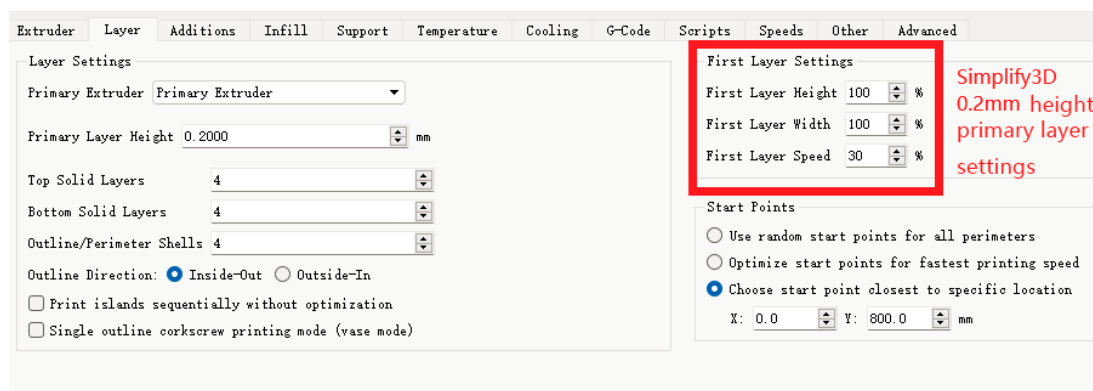 Extruder Layer Additions Infill Support Temperature Cooling G-Code Scripts Speeds Other Advanced
Layer Settings
Primary Extruder Primary Extruder
Primary Layer Height 0.2000 mm
Top Solid Layers 4
Bottom Solid Layers 4
Outline/Perimeter Shells 4
Outline Direction: Inside-Out Outside-In
Print islands sequentially without optimization
Single outline corkscrew printing mode (vase mode)
First Layer Settings
First Layer Height 100 %
First Layer Width 100 %
First Layer Speed 30 %
Simplify3D
0.2mm height
primary layer
settings
Start Points
Use random start points for all perimeters
Optimize start points for fastest printing speed
Choose start point closest to specific location
X: 0.0 Y: 800.0 mm